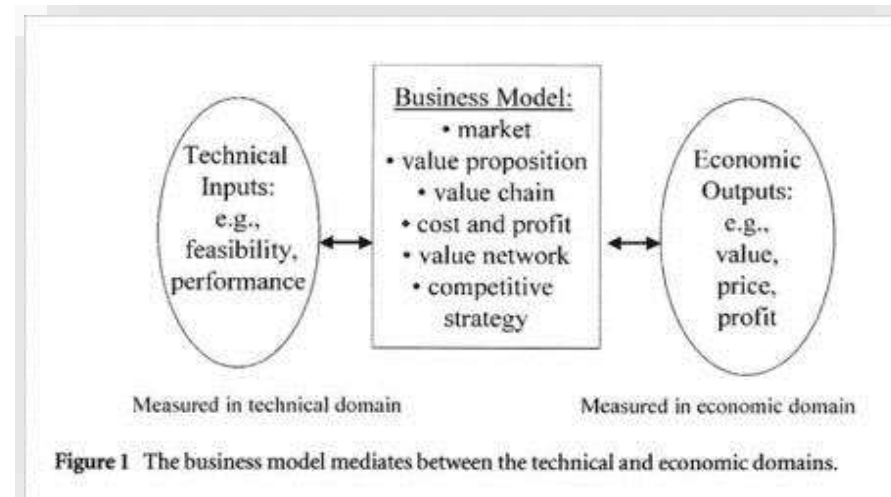 Technical
Inputs:
e.g.,
feasibility,
performance
Business Model:
• market
• value proposition
• value chain
• cost and profit
• value network
• competitive
strategy
Economic
Outputs:
e.g.,
value,
price,
profit
Measured in technical domain
Measured in economic domain
Figure 1 The business model mediates between the technical and economic domains.